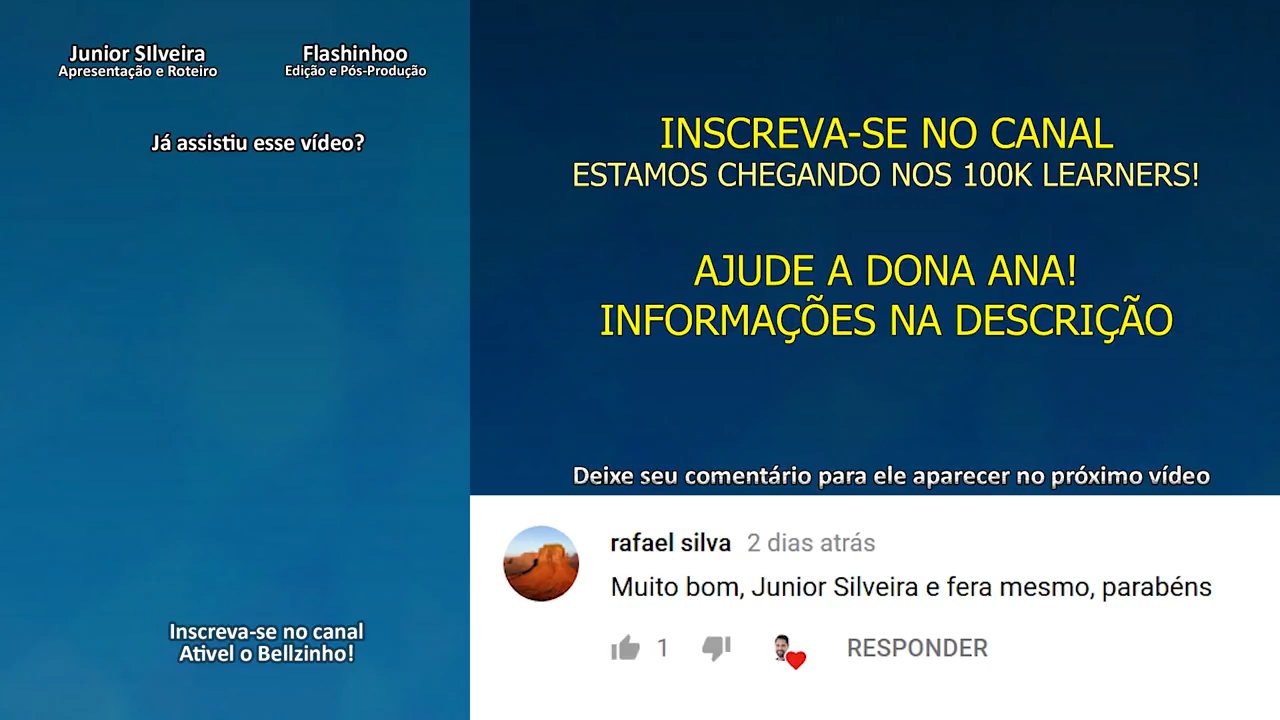 Junior SIlveira
Apresentação e Roteiro
Flashinhoo
Edição e Pós-Produção
Já assistiu esse vídeo?
Inscreva-se no canal
Ativel o Bellzinho!
INSCREVA-SE NO CANAL
ESTAMOS CHEGANDO NOS 100K LEARNERS!
AJUDE A DONA ANA!
INFORMAÇÕES NA DESCRIÇÃO
Deixe seu comentário para ele aparecer no próximo vídeo
rafael silva 2 dias atrás
Muito bom, Junior Silveira e fera mesmo, parabéns
1 RESPONDER